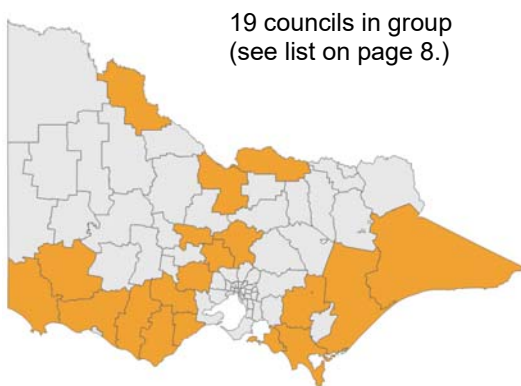 19 councils in group
(see list on page 8.)